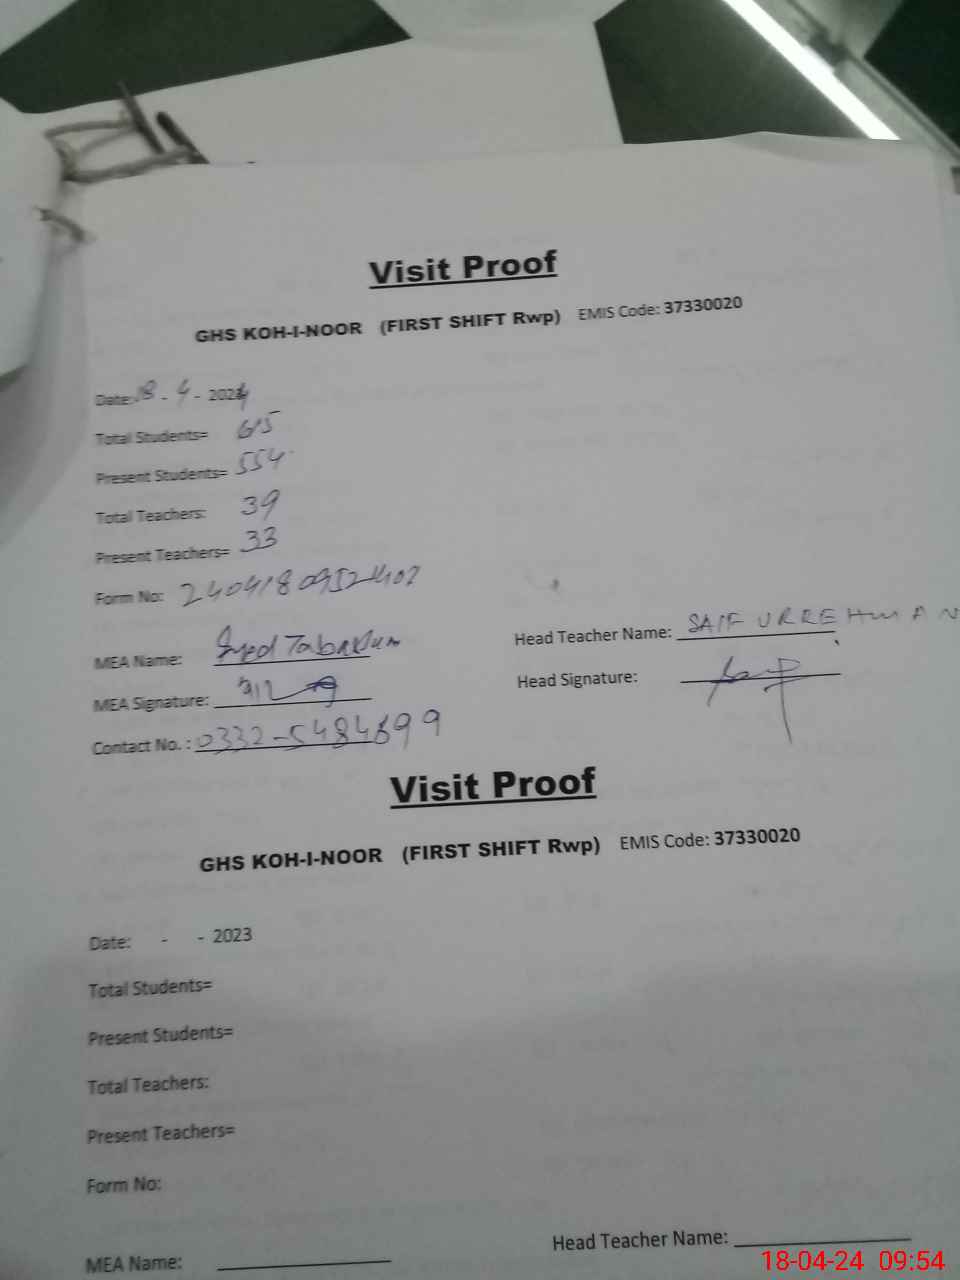 Visit Proof
GHS KOH-I-NOOR (FIRST SHIFT Rwp) EMIS Code: 37330020
Date: 18 - 4 - 2024
Total Students= 615
Present Students= 554
Total Teachers: 39
Present Teachers= 33
Form No:
MEA Name: Syed
Head Teacher Name: SAIF UR REHMAN
MEA Signature:
Head Signature:
Contact No. : 0332-5484699
Visit Proof
GHS KOH-I-NOOR (FIRST SHIFT Rwp) EMIS Code: 37330020
Date: - - 2023
Total Students=
Present Students=
Total Teachers:
Present Teachers=
Form No:
MEA Name:
Head Teacher Name:
18-04-24 09:54